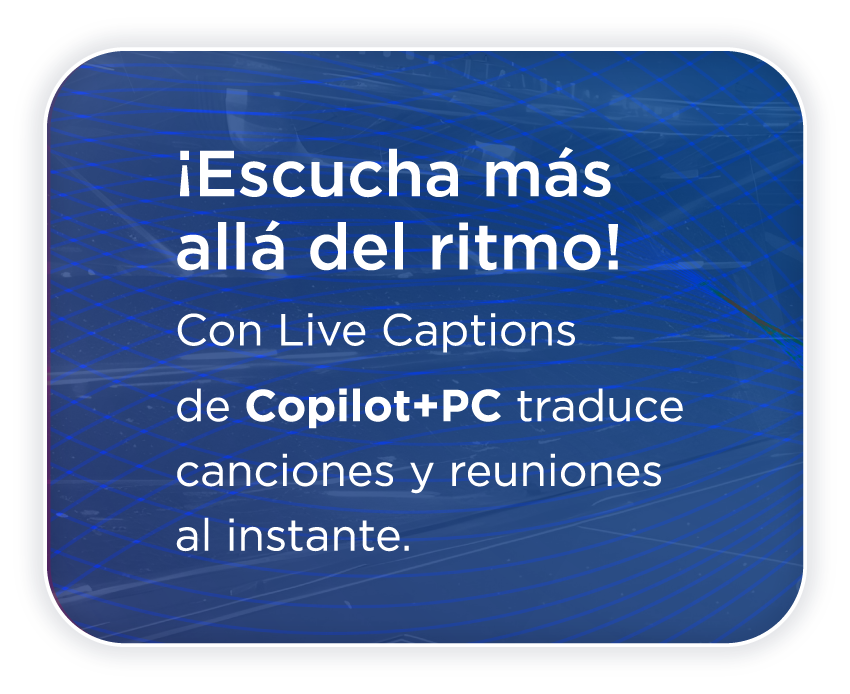 ¡Escucha más
allá del ritmo!
Con Live Captions
de Copilot+PC traduce
canciones y reuniones
al instante.